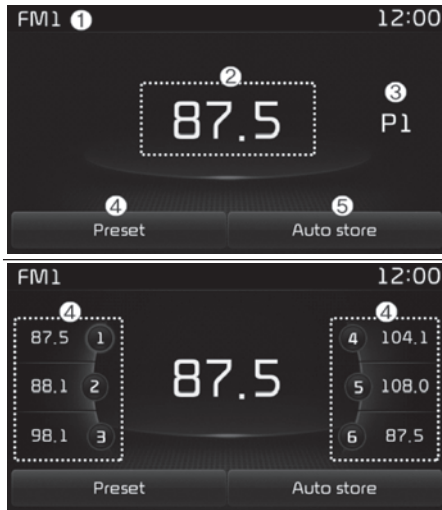 FM1 ① 12:00
②
87.5
③
P1
④ ⑤
Preset Auto store
FM1 12:00
④ ④
87.5 1 4 104.1
88.1 2 87.5 5 108.0
98.1 3 6 87.5
Preset Auto store